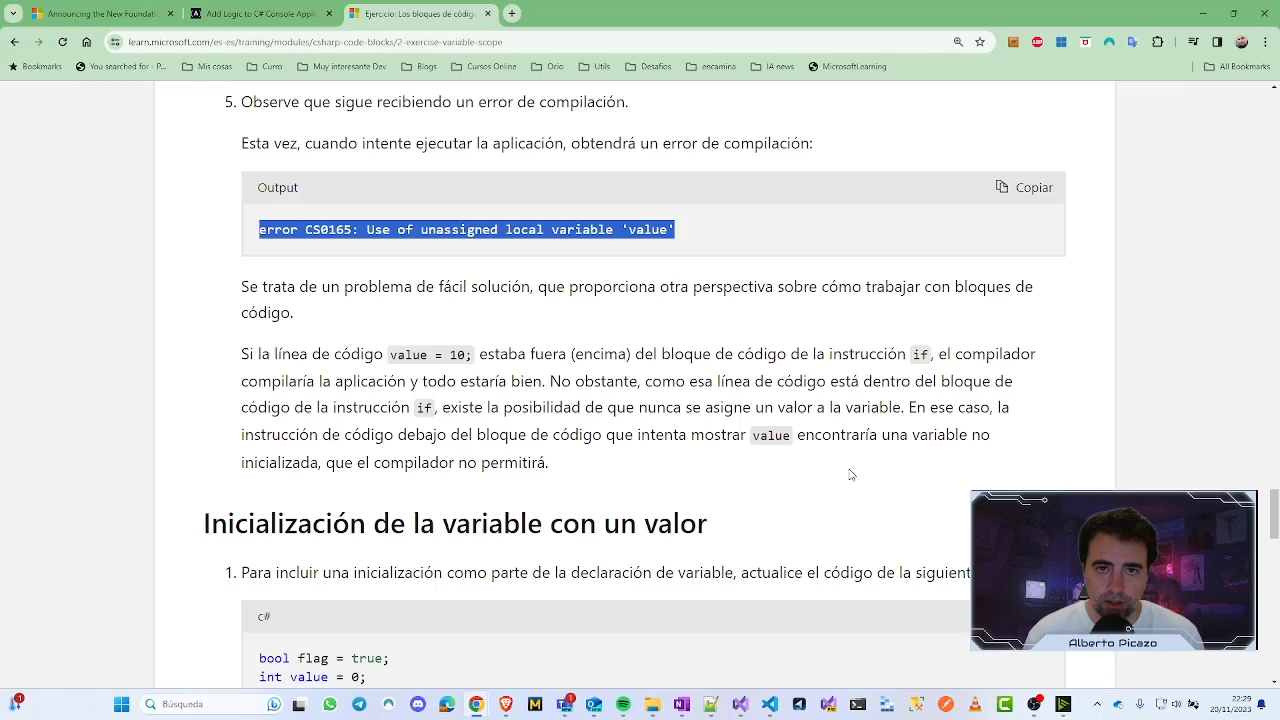 Announcing the New Foundatic
Add Logic to C# Console Applic
Ejercicio: Los bloques de códig
learn.microsoft.com/es-es/training/modules/csharp-code-blocks/2-exercise-variable-scope
Bookmarks
You searched for - P...
Mis cosas
Curro
Muy interesante Dev
Blogs
Cursos Online
Ocio
Utils
Desafios
encamina
IA news
MicrosoftLearning
All Bookmarks
5. Observe que sigue recibiendo un error de compilación.
Esta vez, cuando intente ejecutar la aplicación, obtendrá un error de compilación:
Output
Copiar
error CS0165: Use of unassigned local variable 'value'
Se trata de un problema de fácil solución, que proporciona otra perspectiva sobre cómo trabajar con bloques de
código.
Si la línea de código value = 10; estaba fuera (encima) del bloque de código de la instrucción if, el compilador
compilaría la aplicación y todo estaría bien. No obstante, como esa línea de código está dentro del bloque de
código de la instrucción if, existe la posibilidad de que nunca se asigne un valor a la variable. En ese caso, la
instrucción de código debajo del bloque de código que intenta mostrar value encontraría una variable no
inicializada, que el compilador no permitirá.
Inicialización de la variable con un valor
1. Para incluir una inicialización como parte de la declaración de variable, actualice el código de la siguient
c#
bool flag = true;
int value = 0;
Alberto Picazo
Búsqueda
22:29
20/11/2023